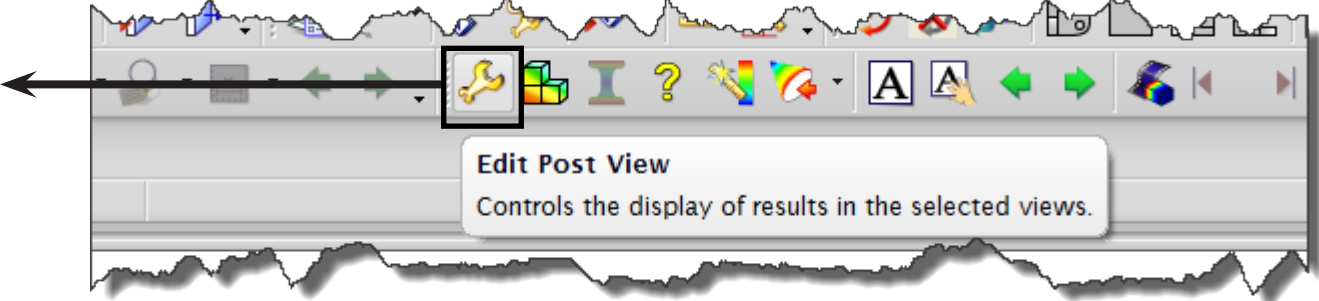 ? A A
Edit Post View
Controls the display of results in the selected views.